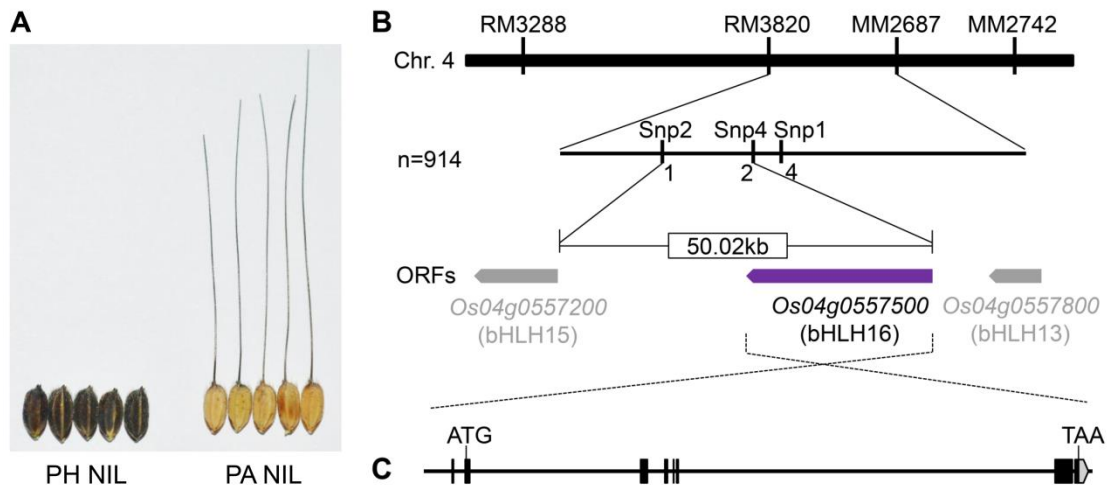 A
PH NIL PA NIL
B
RM3288 RM3820 MM2687 MM2742
Chr. 4
Snp2 Snp4 Snp1
n=914
1 2 4
50.02kb
ORFs
Os04g0557200 Os04g0557500 Os04g0557800
(bHLH15) (bHLH16) (bHLH13)
ATG TAA
C